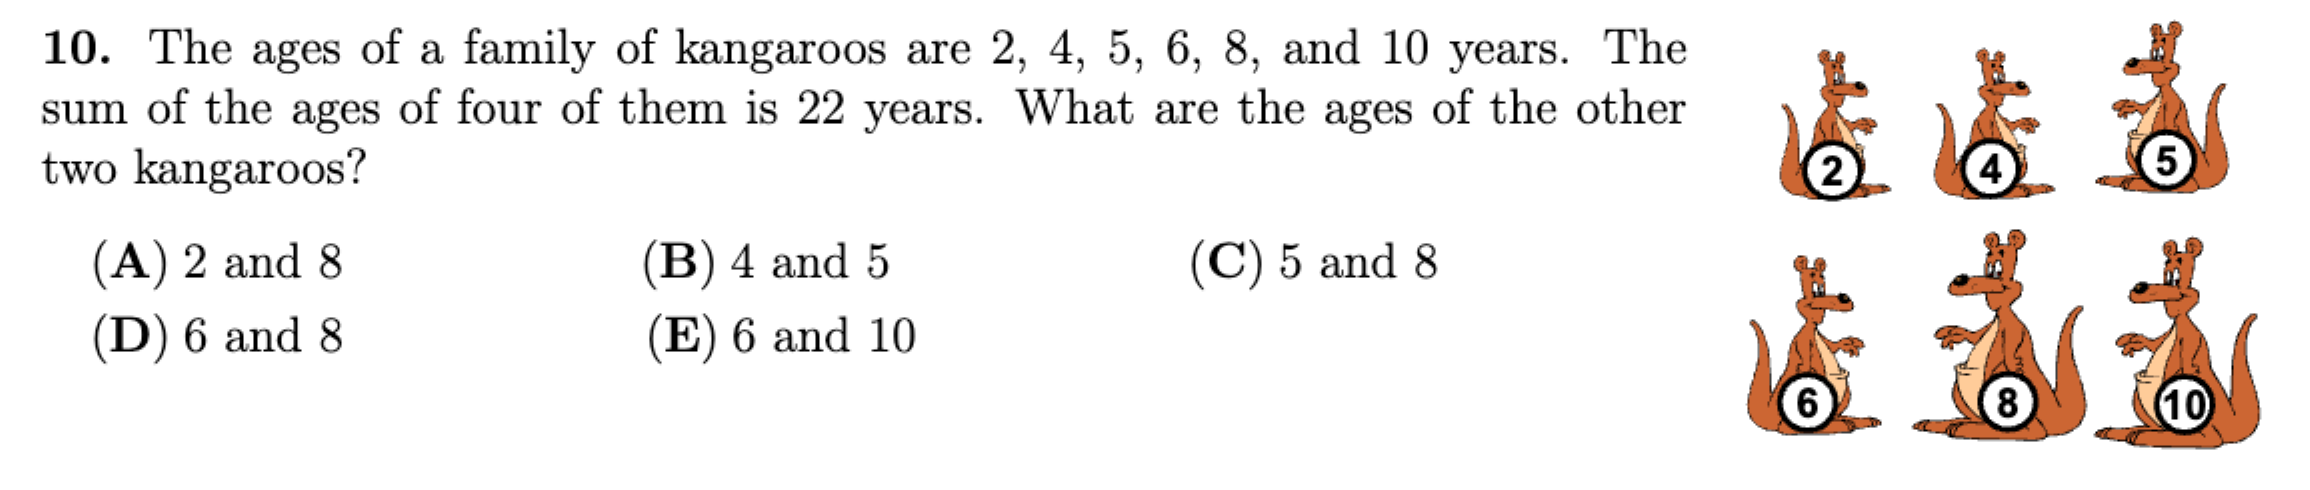 10. The ages of a family of kangaroos are 2, 4, 5, 6, 8, and 10 years. The
sum of the ages of four of them is 22 years. What are the ages of the other
two kangaroos?
(A) 2 and 8 (B) 4 and 5 (C) 5 and 8
(D) 6 and 8 (E) 6 and 10
2 4 5
6 8 10